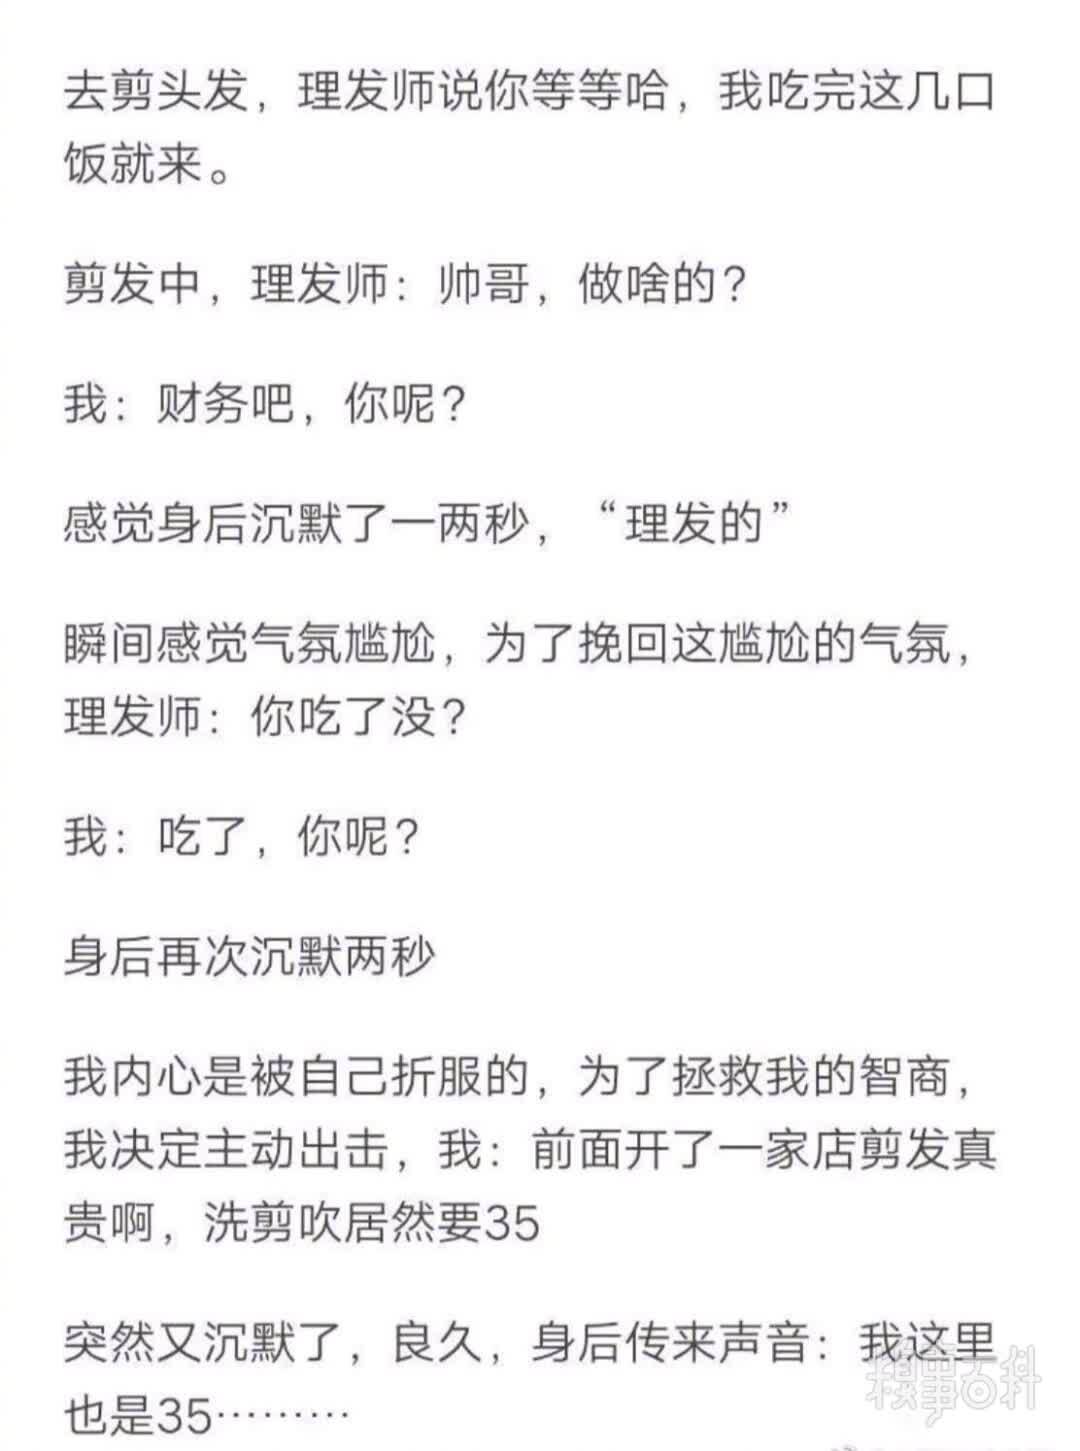 去剪头发，理发师说你等等哈，我吃完这几口
饭就来。
剪发中，理发师：帅哥，做啥的？
我：财务吧，你呢？
感觉身后沉默了一两秒，“理发的”
瞬间感觉气氛尴尬，为了挽回这尴尬的气氛，
理发师：你吃了没？
我：吃了，你呢？
身后再次沉默两秒
我内心是被自己折服的，为了拯救我的智商，
我决定主动出击，我：前面开了一家店剪发真
贵啊，洗剪吹居然要35
突然又沉默了，良久，身后传来声音：我这里
也是35………
糗事百科